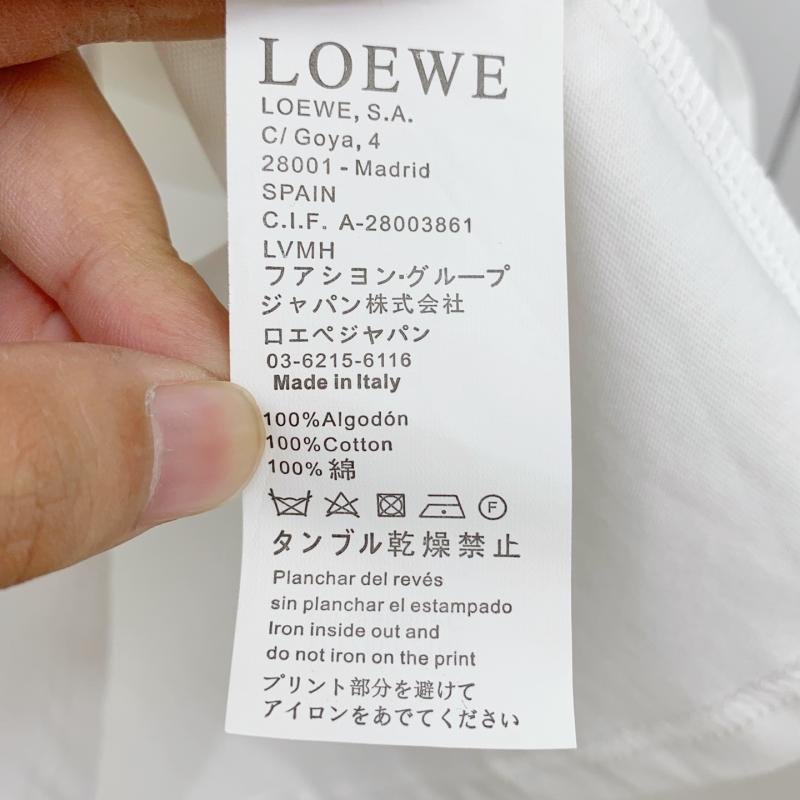 LOEWE
LOEWE, S.A.
C/ Goya, 4
28001 - Madrid
SPAIN
C.I.F. A-28003861
LVMH
フアシヨン·グループ
ジャパン株式会社
ロエペジヤパン
03-6215-6116
Made in Italy
100%Algodón
100%Cotton
100% 綿
F
タンブル乾燥禁止
Planchar del revés
sin planchar el estampado
Iron inside out and
do not iron on the print
プリント部分を避けて
アイロンをあでてください